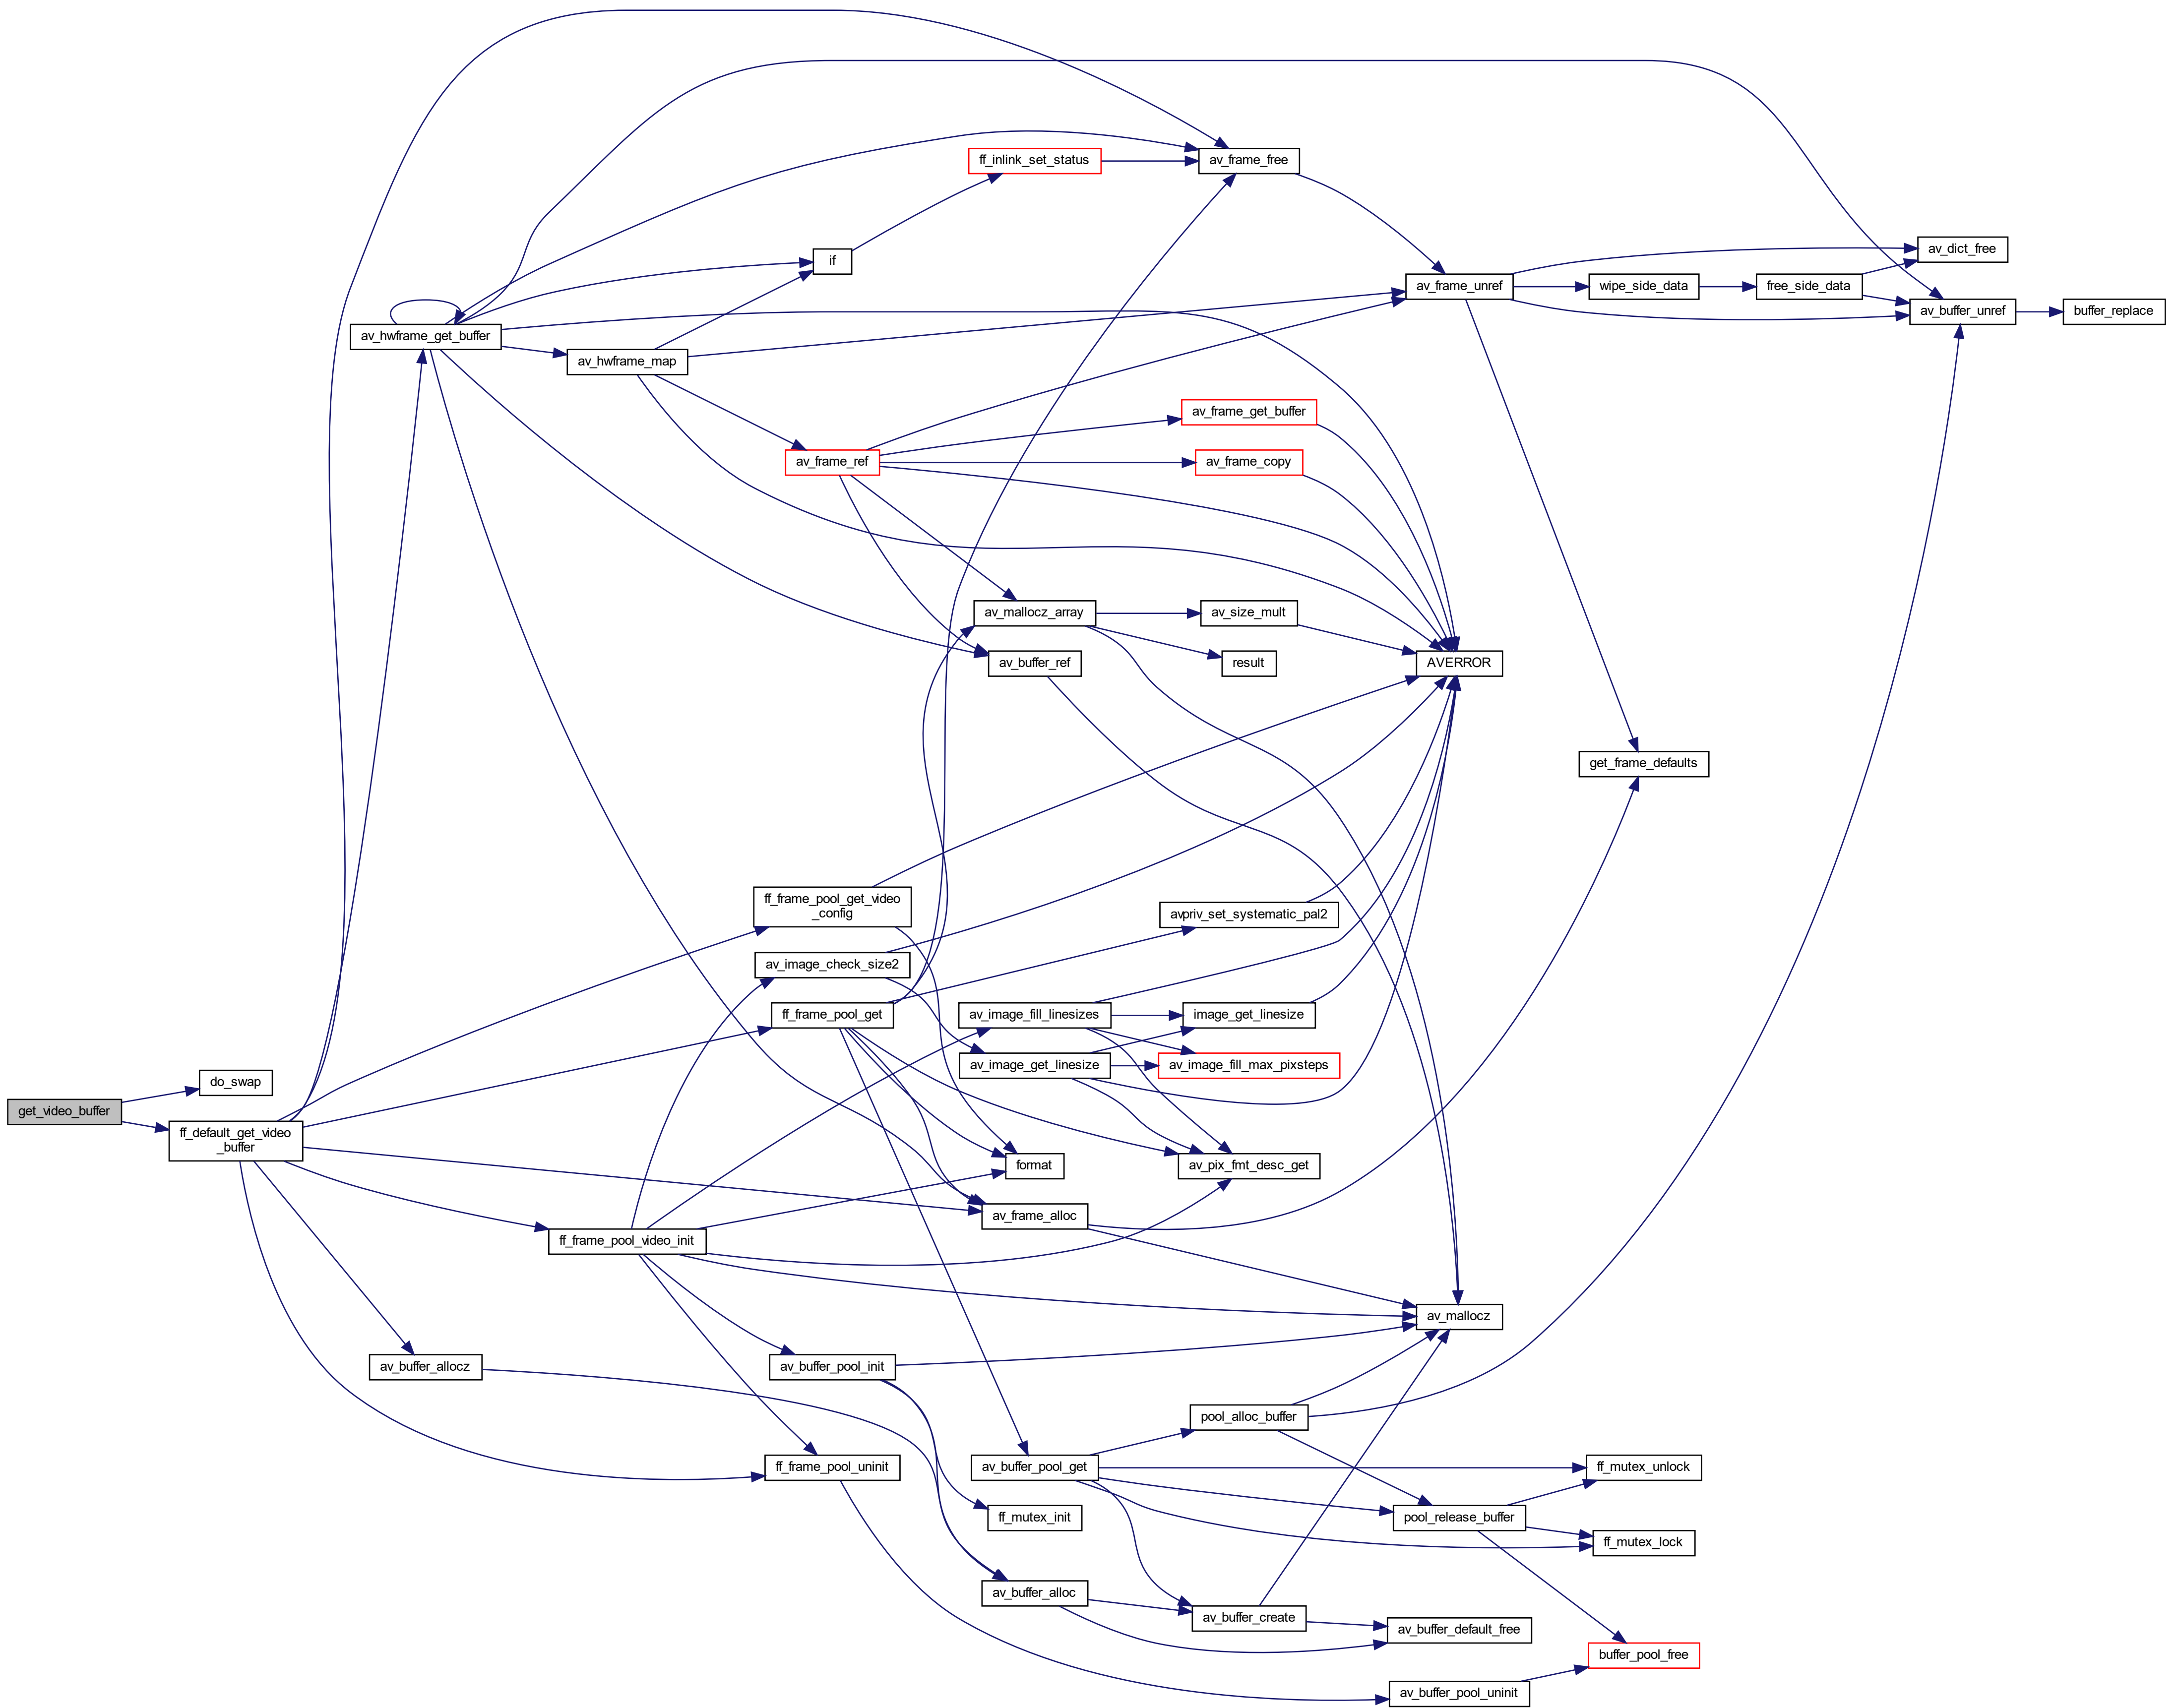 av_frame_free
ff_inlink_set_status
av_dict_free
if
av_frame_unref
wipe_side_data
free_side_data
av_buffer_unref
buffer_replace
av_hwframe_get_buffer
av_hwframe_map
av_frame_get_buffer
av_frame_ref
av_frame_copy
av_mallocz_array
av_size_mult
av_buffer_ref
result
AVERROR
get_frame_defaults
ff_frame_pool_get_video
_config
avpriv_set_systematic_pal2
av_image_check_size2
ff_frame_pool_get
av_image_fill_linesizes
image_get_linesize
av_image_get_linesize
av_image_fill_max_pixsteps
do_swap
get_video_buffer
ff_default_get_video
_buffer
format
av_pix_fmt_desc_get
av_frame_alloc
ff_frame_pool_video_init
av_mallocz
av_buffer_allocz
av_buffer_pool_init
pool_alloc_buffer
ff_frame_pool_uninit
av_buffer_pool_get
ff_mutex_unlock
ff_mutex_init
pool_release_buffer
ff_mutex_lock
av_buffer_alloc
av_buffer_create
av_buffer_default_free
buffer_pool_free
av_buffer_pool_uninit